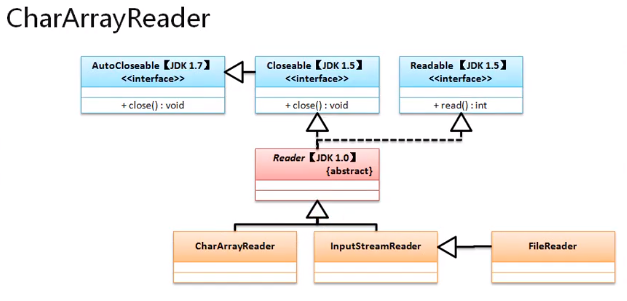 CharArrayReader
AutoCloseable【JDK 1.7】
<<interface>>
+ close() : void
Closeable【JDK 1.5】
<<interface>>
+ close() : void
Readable【JDK 1.5】
<<interface>>
+ read() : int
Reader【JDK 1.0】
{abstract}
CharArrayReader
InputStreamReader
FileReader